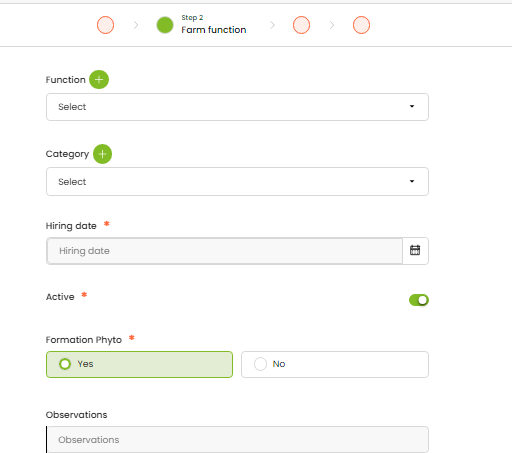 Step 2
Farm function
Function
Select
Category
Select
Hiring date *
Hiring date
Active *
Formation Phyto *
Yes
No
Observations
Observations